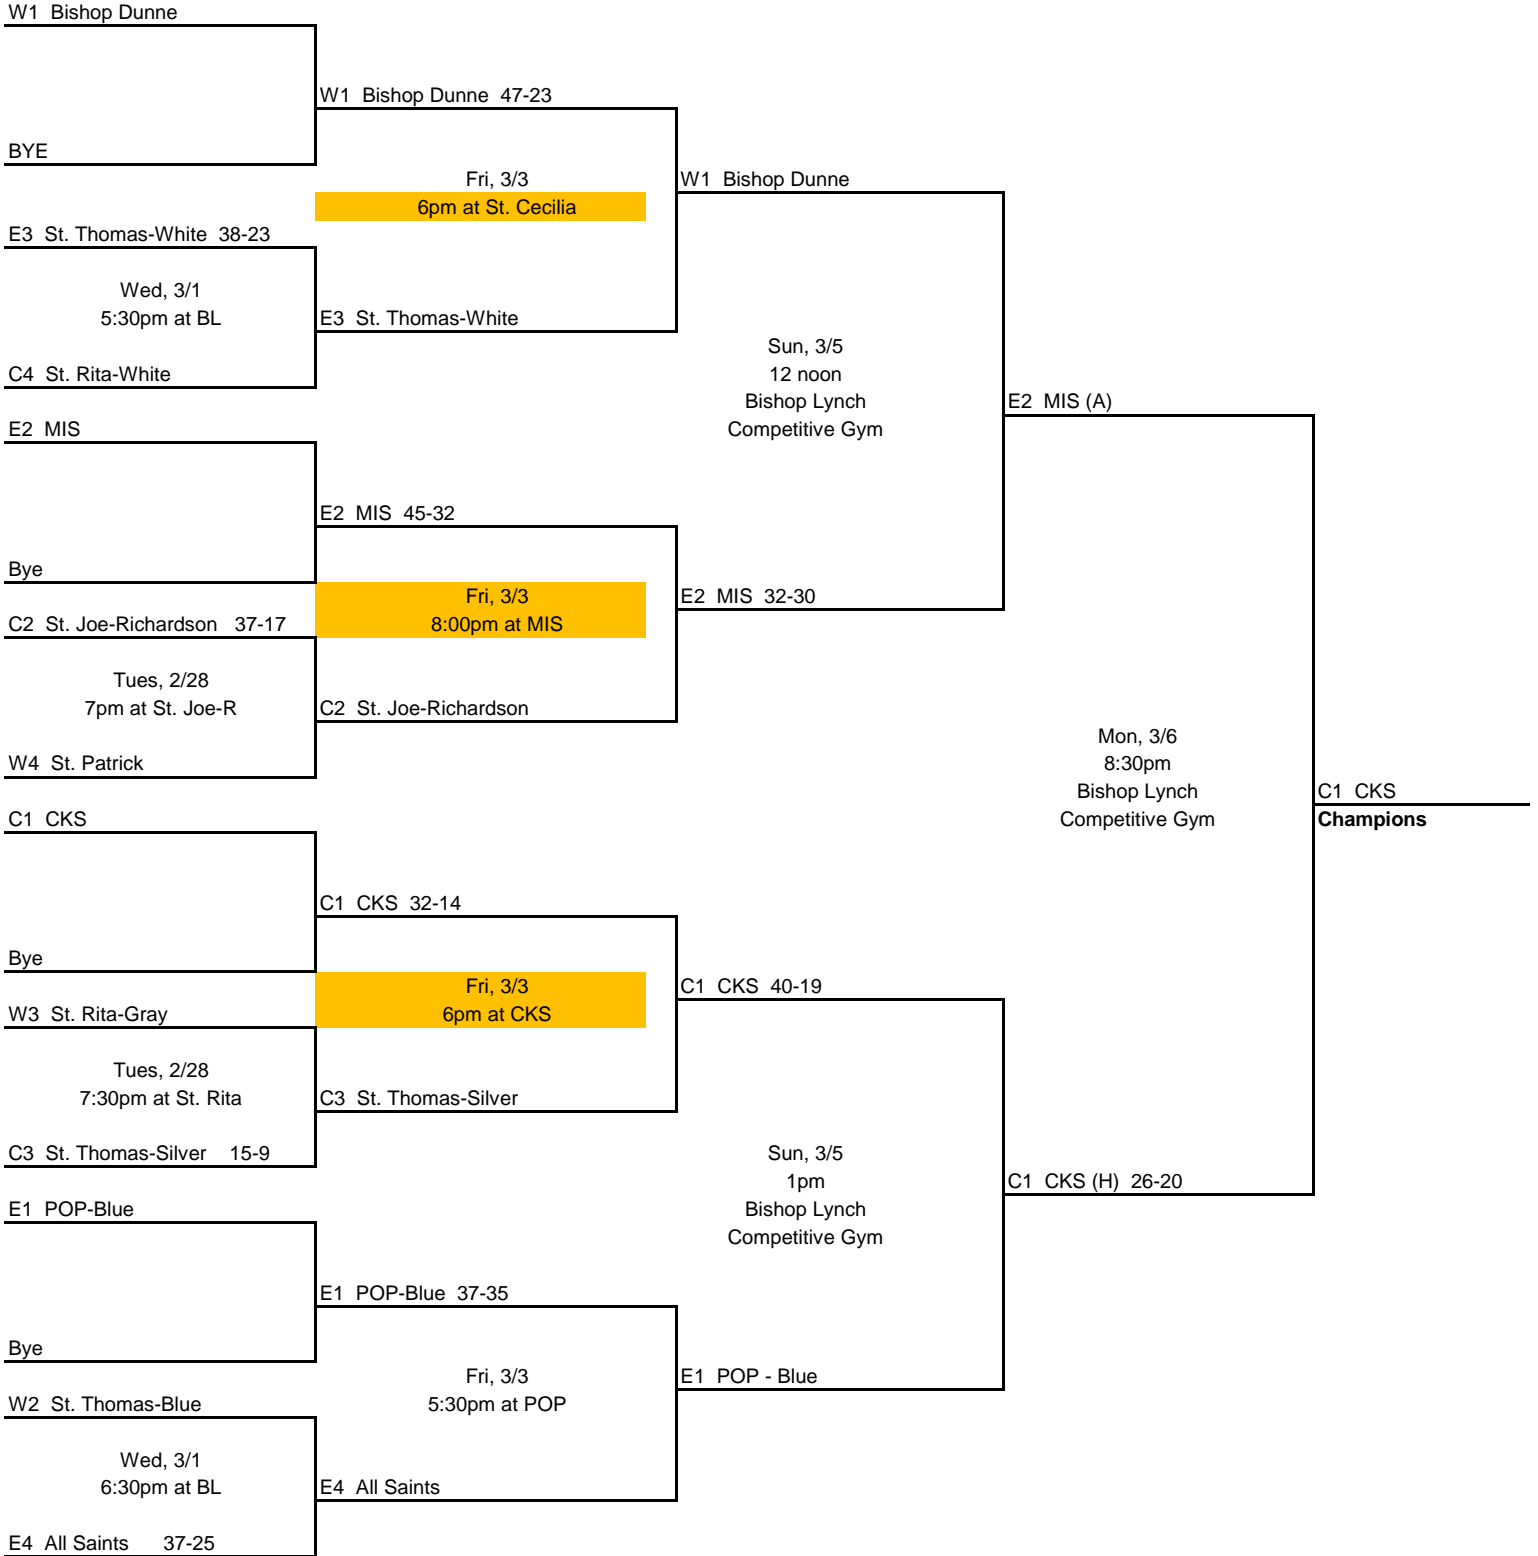 W1 Bishop Dunne
W1 Bishop Dunne 47-23
BYE
Fri, 3/3
6pm at St. Cecilia
W1 Bishop Dunne
E3 St. Thomas-White 38-23
Wed, 3/1
5:30pm at BL
E3 St. Thomas-White
C4 St. Rita-White
Sun, 3/5
12 noon
Bishop Lynch
Competitive Gym
E2 MIS (A)
E2 MIS
E2 MIS 45-32
Bye
Fri, 3/3
8:00pm at MIS
E2 MIS 32-30
C2 St. Joe-Richardson 37-17
Tues, 2/28
7pm at St. Joe-R
C2 St. Joe-Richardson
W4 St. Patrick
Mon, 3/6
8:30pm
Bishop Lynch
Competitive Gym
C1 CKS
Champions
C1 CKS
C1 CKS 32-14
Bye
Fri, 3/3
6pm at CKS
C1 CKS 40-19
W3 St. Rita-Gray
Tues, 2/28
7:30pm at St. Rita
C3 St. Thomas-Silver
C3 St. Thomas-Silver 15-9
Sun, 3/5
1pm
Bishop Lynch
Competitive Gym
C1 CKS (H) 26-20
E1 POP-Blue
E1 POP-Blue 37-35
Bye
Fri, 3/3
5:30pm at POP
E1 POP - Blue
W2 St. Thomas-Blue
Wed, 3/1
6:30pm at BL
E4 All Saints
E4 All Saints 37-25